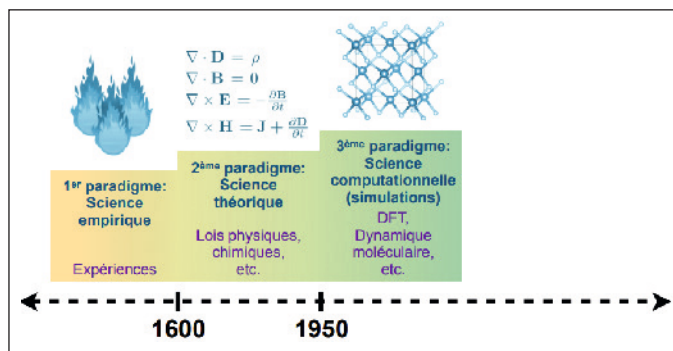 ∇ · D = ρ
∇ · B = 0
∇ × E = −∂B/∂t
∇ × H = J + ∂D/∂t
1er paradigme:
Science
empirique
Expériences
2ème paradigme:
Science
théorique
Lois physiques,
chimiques,
etc.
3ème paradigme:
Science
computationnelle
(simulations)
DFT,
Dynamique
moléculaire,
etc.
1600
1950